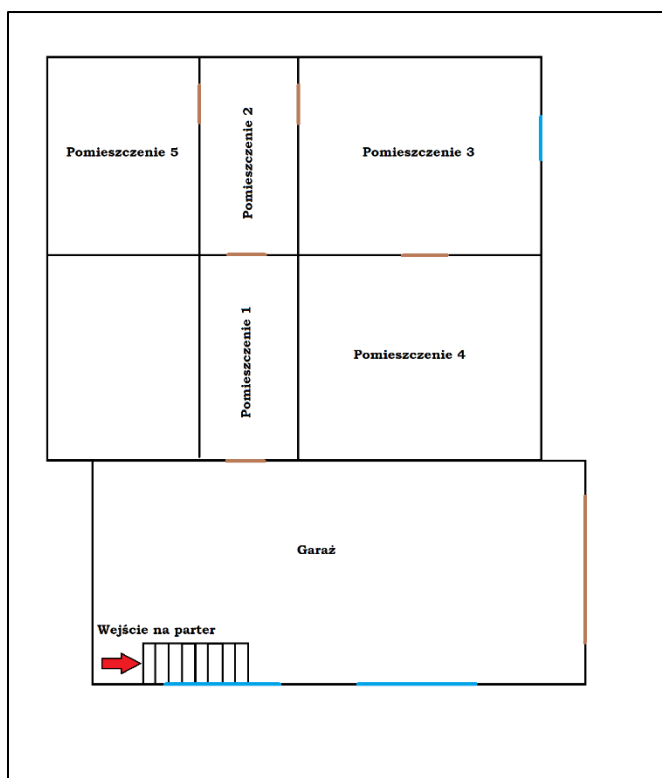 Pomieszczenie 5
Pomieszczenie 2
Pomieszczenie 3
Pomieszczenie 1
Pomieszczenie 4
Garaż
Wejście na parter